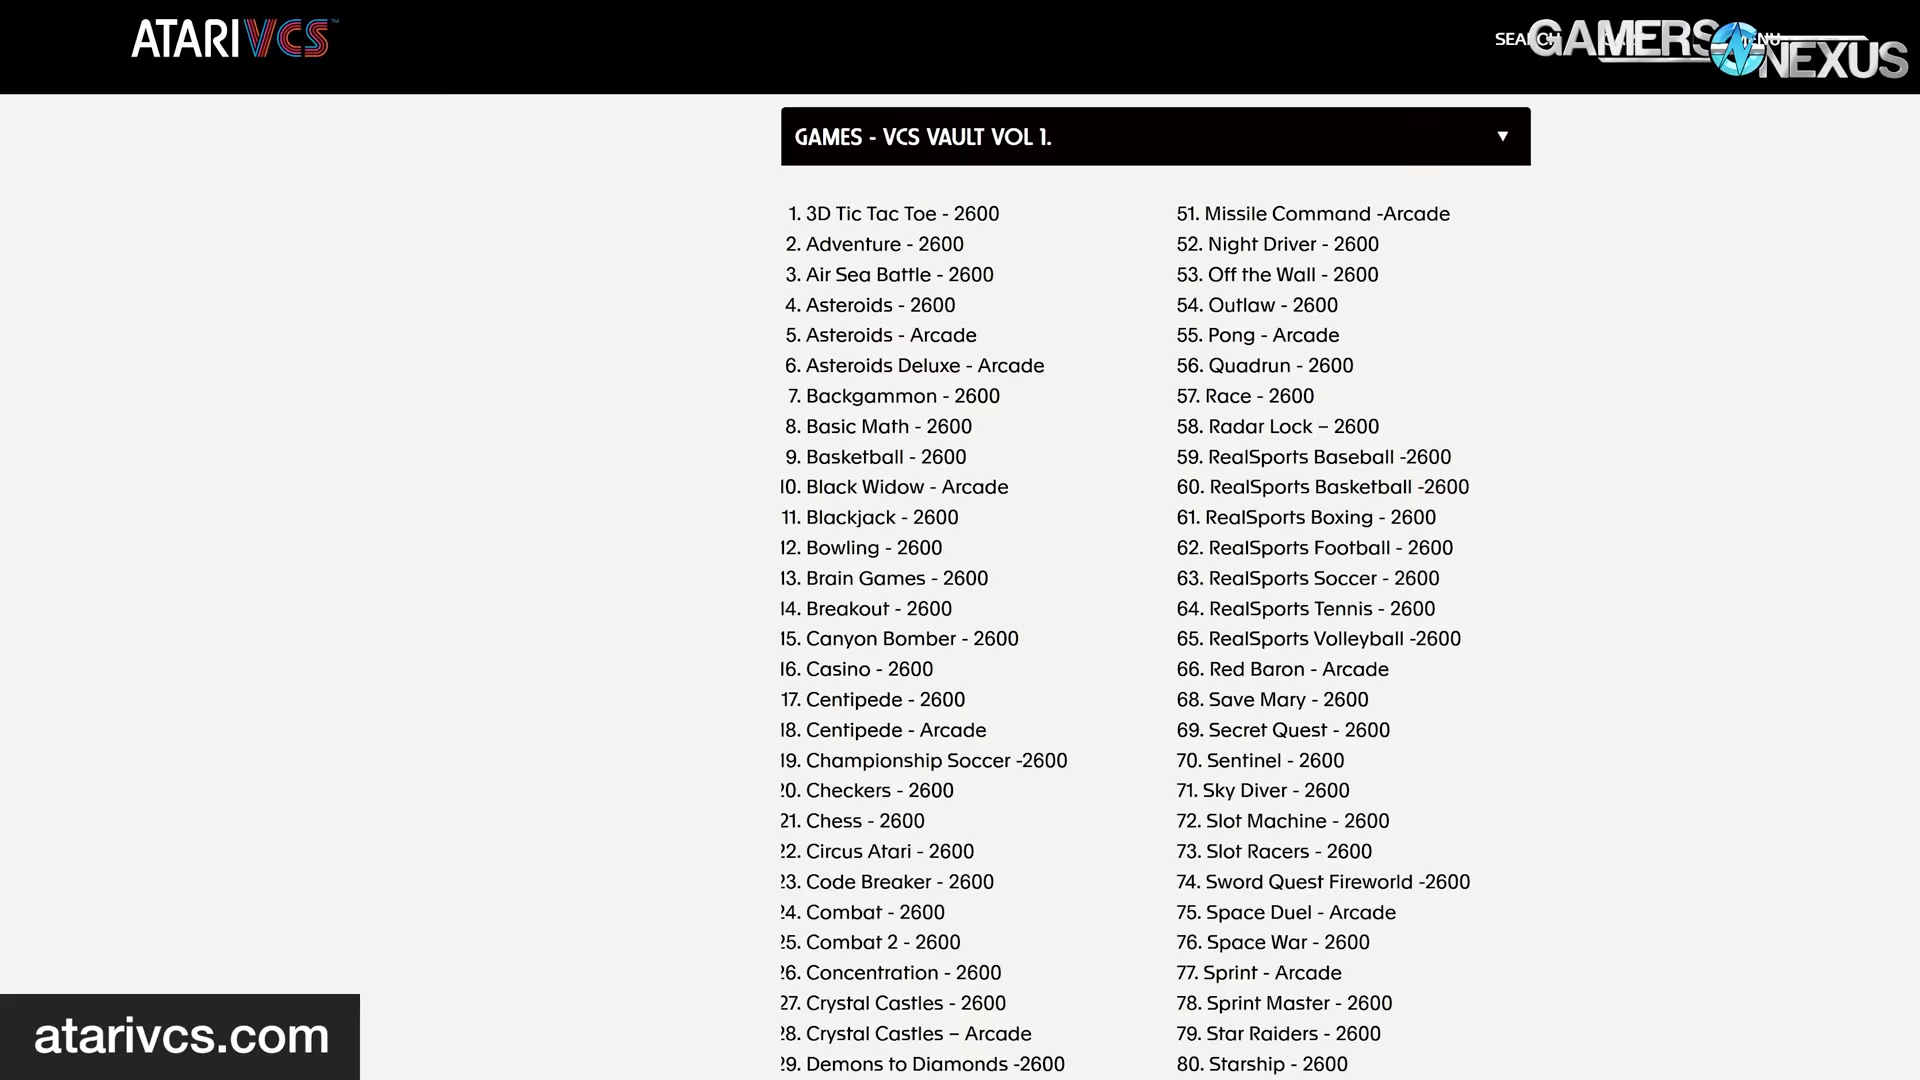 ATARI VCS™
SEARCH
MENU
GAMERS NEXUS
GAMES - VCS VAULT VOL 1.
1. 3D Tic Tac Toe - 2600
2. Adventure - 2600
3. Air Sea Battle - 2600
4. Asteroids - 2600
5. Asteroids - Arcade
6. Asteroids Deluxe - Arcade
7. Backgammon - 2600
8. Basic Math - 2600
9. Basketball - 2600
10. Black Widow - Arcade
11. Blackjack - 2600
12. Bowling - 2600
13. Brain Games - 2600
14. Breakout - 2600
15. Canyon Bomber - 2600
16. Casino - 2600
17. Centipede - 2600
18. Centipede - Arcade
19. Championship Soccer -2600
20. Checkers - 2600
21. Chess - 2600
22. Circus Atari - 2600
23. Code Breaker - 2600
24. Combat - 2600
25. Combat 2 - 2600
26. Concentration - 2600
27. Crystal Castles - 2600
28. Crystal Castles – Arcade
29. Demons to Diamonds -2600
51. Missile Command -Arcade
52. Night Driver - 2600
53. Off the Wall - 2600
54. Outlaw - 2600
55. Pong - Arcade
56. Quadrun - 2600
57. Race - 2600
58. Radar Lock – 2600
59. RealSports Baseball -2600
60. RealSports Basketball -2600
61. RealSports Boxing - 2600
62. RealSports Football - 2600
63. RealSports Soccer - 2600
64. RealSports Tennis - 2600
65. RealSports Volleyball -2600
66. Red Baron - Arcade
68. Save Mary - 2600
69. Secret Quest - 2600
70. Sentinel - 2600
71. Sky Diver - 2600
72. Slot Machine - 2600
73. Slot Racers - 2600
74. Sword Quest Fireworld -2600
75. Space Duel - Arcade
76. Space War - 2600
77. Sprint - Arcade
78. Sprint Master - 2600
79. Star Raiders - 2600
80. Starship - 2600
atarivcs.com